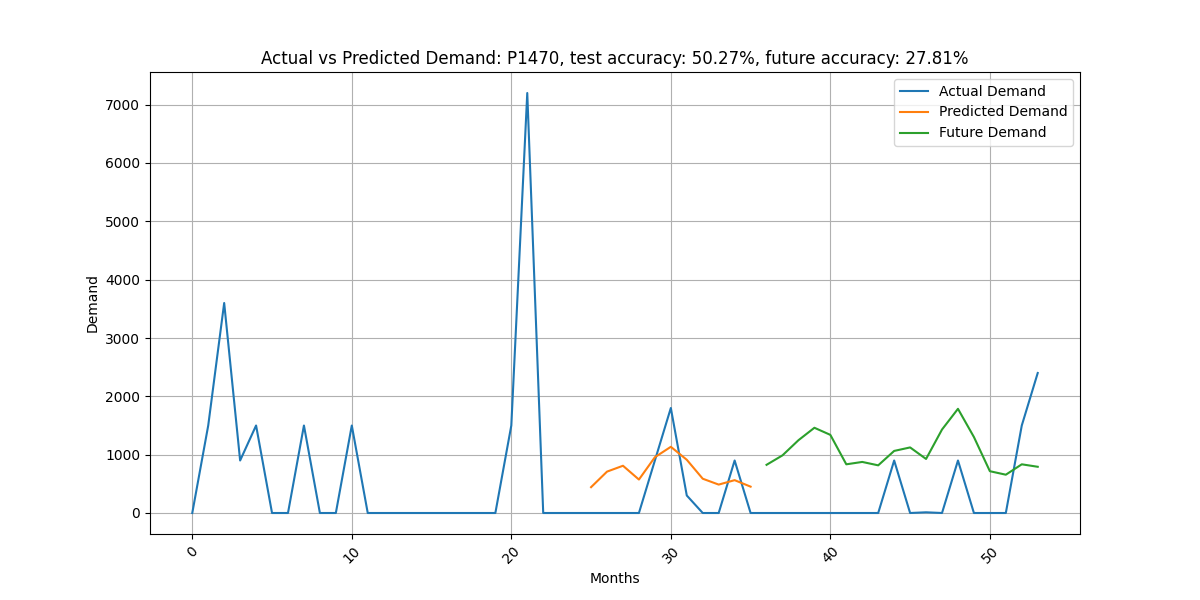 Actual vs Predicted Demand: P1470, test accuracy: 50.27%, future accuracy: 27.81%
Actual Demand
Predicted Demand
Future Demand
7000
6000
5000
4000
3000
2000
1000
0
Demand
0
10
20
30
40
50
Months